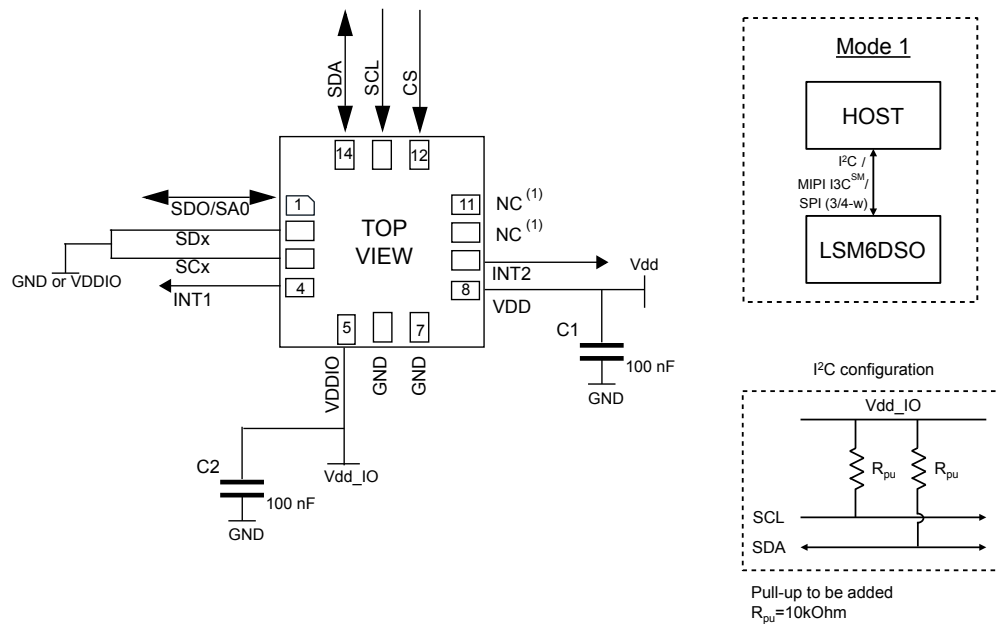 SDA
SCL
CS
14
12
SDO/SA0
1
SDx
SCx
GND or VDDIO
INT1
4
TOP
VIEW
11
NC (1)
NC (1)
INT2
8
VDD
Vdd
C1
100 nF
GND
5
7
VDDIO
GND
GND
C2
100 nF
GND
Vdd_IO
Mode 1
HOST
I²C /
MIPI I3C SM/
SPI (3/4-w)
LSM6DSO
I²C configuration
Vdd_IO
Rpu
Rpu
SCL
SDA
Pull-up to be added
Rpu=10kOhm